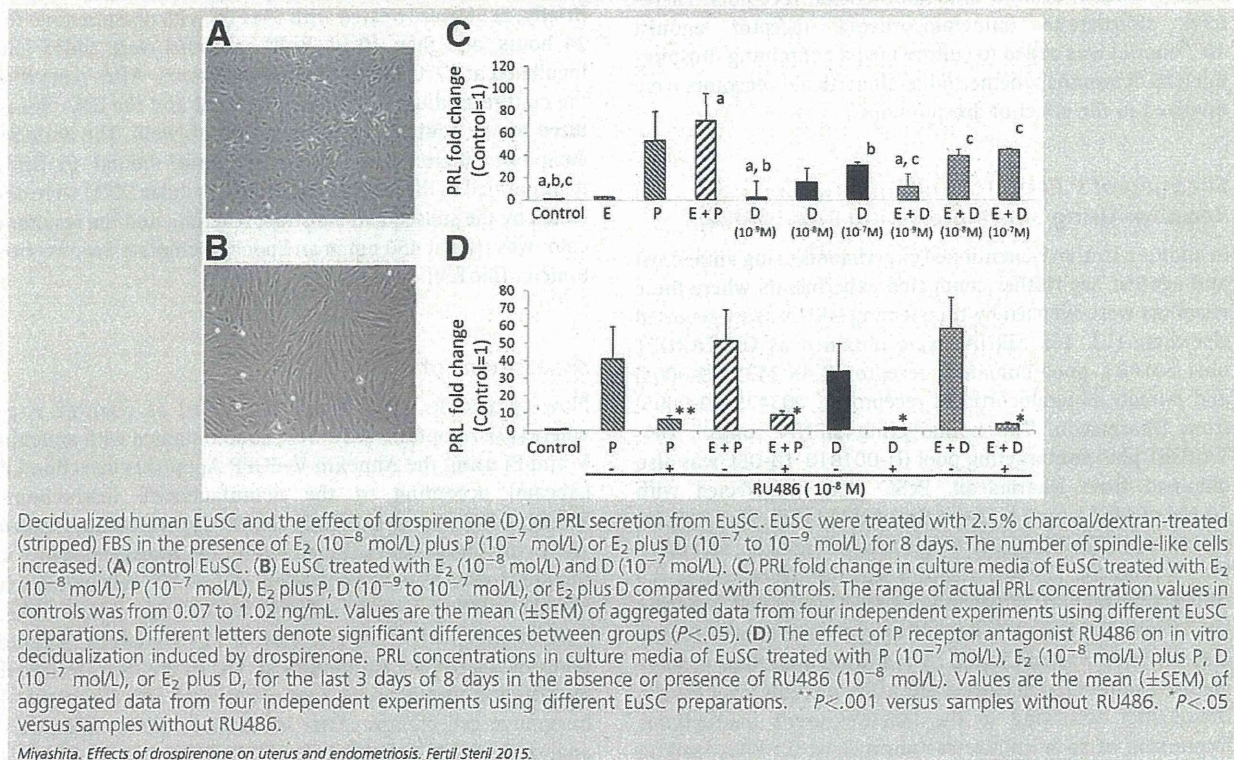 A
C
PRL fold change
(Control=1)
120
100
80
60
40
20
0
a,b,c
a
a, b
b
a, c
c
c
Control
E
P
E + P
D
(10⁻⁹M)
D
(10⁻⁸M)
D
(10⁻⁷M)
E + D
(10⁻⁹M)
E + D
(10⁻⁸M)
E + D
(10⁻⁷M)
B
D
PRL fold change
(Control=1)
80
70
60
50
40
30
20
10
0
**
*
*
*
Control
P
P
E + P
E + P
D
D
E + D
E + D
-
+
-
+
-
+
-
+
RU486 ( 10⁻⁸ M)
Decidualized human EuSC and the effect of drospirenone (D) on PRL secretion from EuSC. EuSC were treated with 2.5% charcoal/dextran-treated
(stripped) FBS in the presence of E₂ (10⁻⁸ mol/L) plus P (10⁻⁷ mol/L) or E₂ plus D (10⁻⁷ to 10⁻⁹ mol/L) for 8 days. The number of spindle-like cells
increased. (A) control EuSC. (B) EuSC treated with E₂ (10⁻⁸ mol/L) and D (10⁻⁷ mol/L). (C) PRL fold change in culture media of EuSC treated with E₂
(10⁻⁸ mol/L), P (10⁻⁷ mol/L), E₂ plus P, D (10⁻⁹ to 10⁻⁷ mol/L), or E₂ plus D compared with controls. The range of actual PRL concentration values in
controls was from 0.07 to 1.02 ng/mL. Values are the mean (±SEM) of aggregated data from four independent experiments using different EuSC
preparations. Different letters denote significant differences between groups (P<.05). (D) The effect of P receptor antagonist RU486 on in vitro
decidualization induced by drospirenone. PRL concentrations in culture media of EuSC treated with P (10⁻⁷ mol/L), E₂ (10⁻⁸ mol/L) plus P, D
(10⁻⁷ mol/L), or E₂ plus D, for the last 3 days of 8 days in the absence or presence of RU486 (10⁻⁸ mol/L). Values are the mean (±SEM) of
aggregated data from four independent experiments using different EuSC preparations. **P<.001 versus samples without RU486. *P<.05
versus samples without RU486.
Miyashita. Effects of drospirenone on uterus and endometriosis. Fertil Steril 2015.